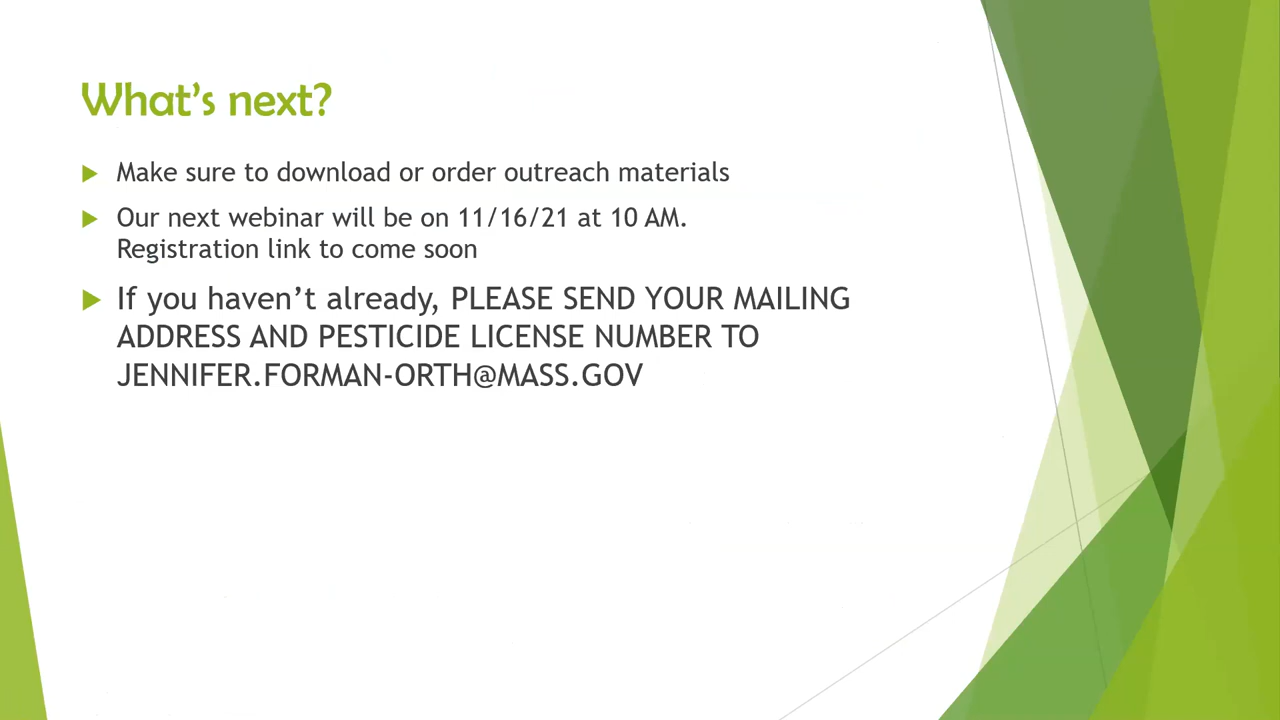 What's next?
Make sure to download or order outreach materials
Our next webinar will be on 11/16/21 at 10 AM.
Registration link to come soon
If you haven't already, PLEASE SEND YOUR MAILING
ADDRESS AND PESTICIDE LICENSE NUMBER TO
JENNIFER.FORMAN-ORTH@MASS.GOV